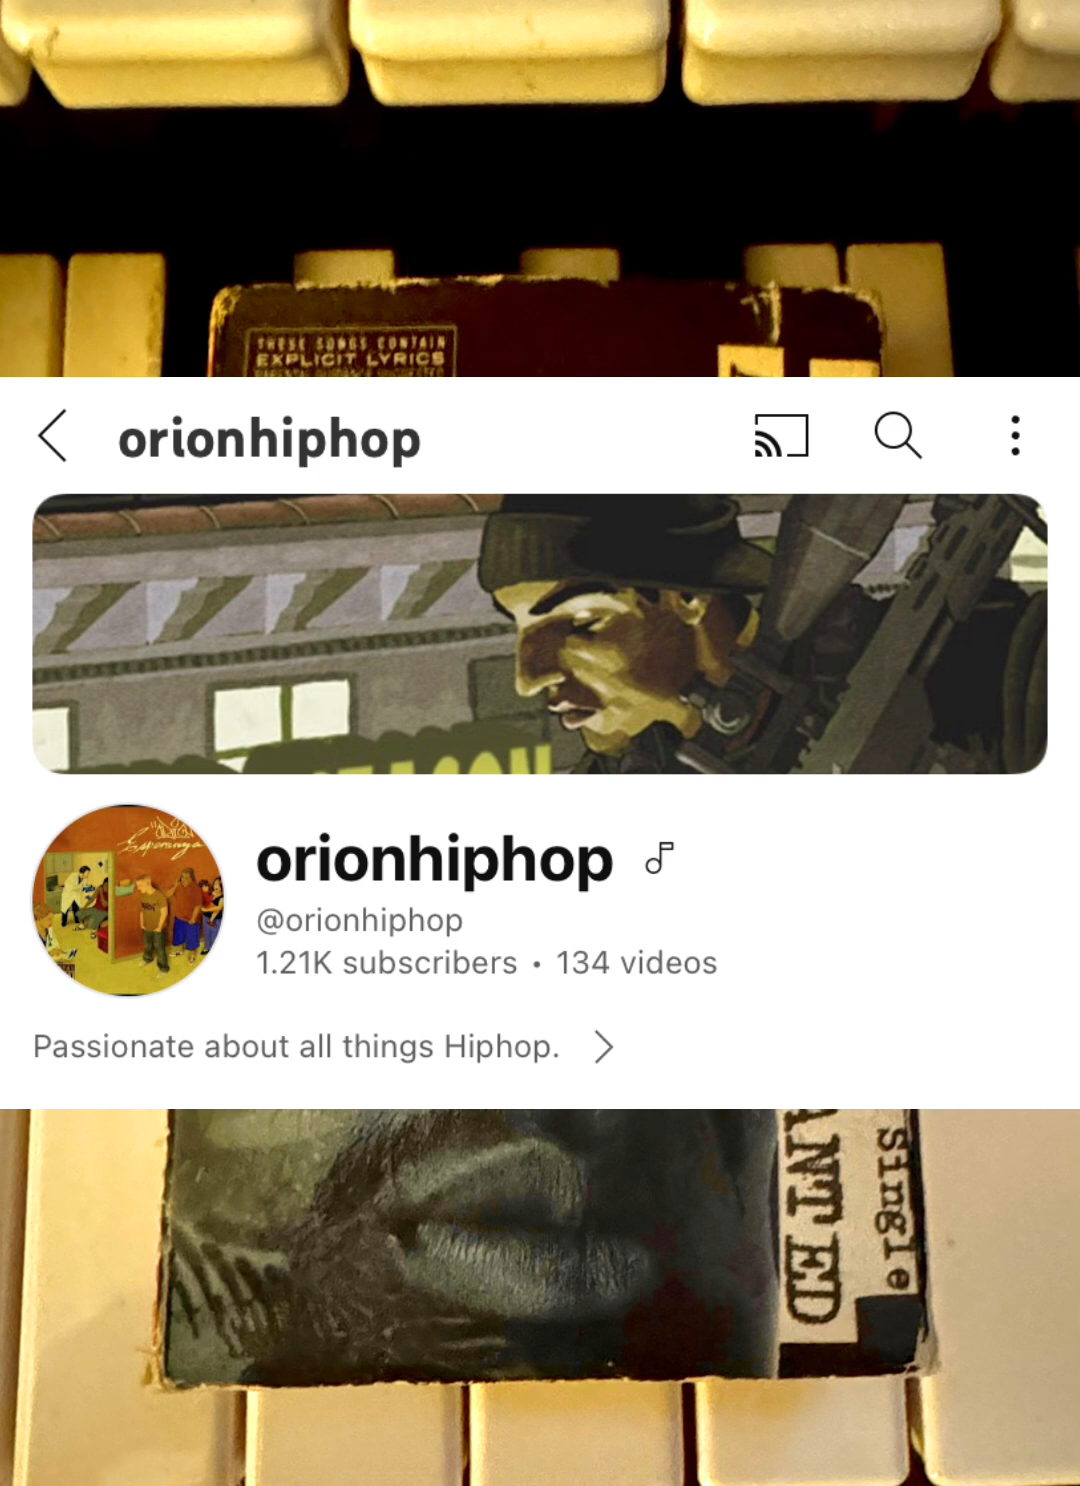 THESE SONGS CONTAIN
EXPLICIT LYRICS
orionhiphop
orionhiphop
@orionhiphop
1.21K subscribers • 134 videos
Passionate about all things Hiphop.
ANTED
Single